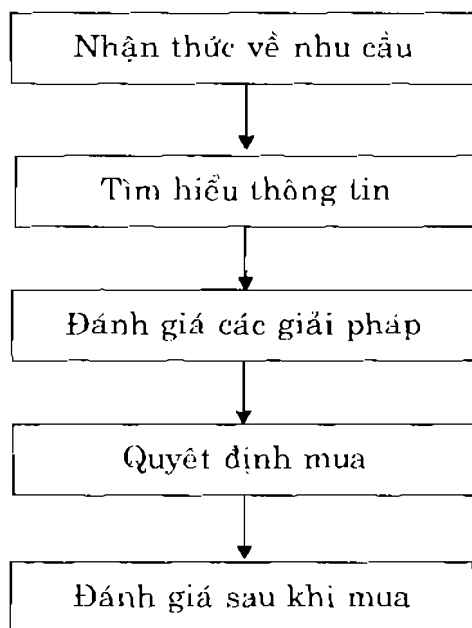 Nhận thức về nhu cầu
Tìm hiểu thông tin
Đánh giá các giải pháp
Quyết định mua
Đánh giá sau khi mua